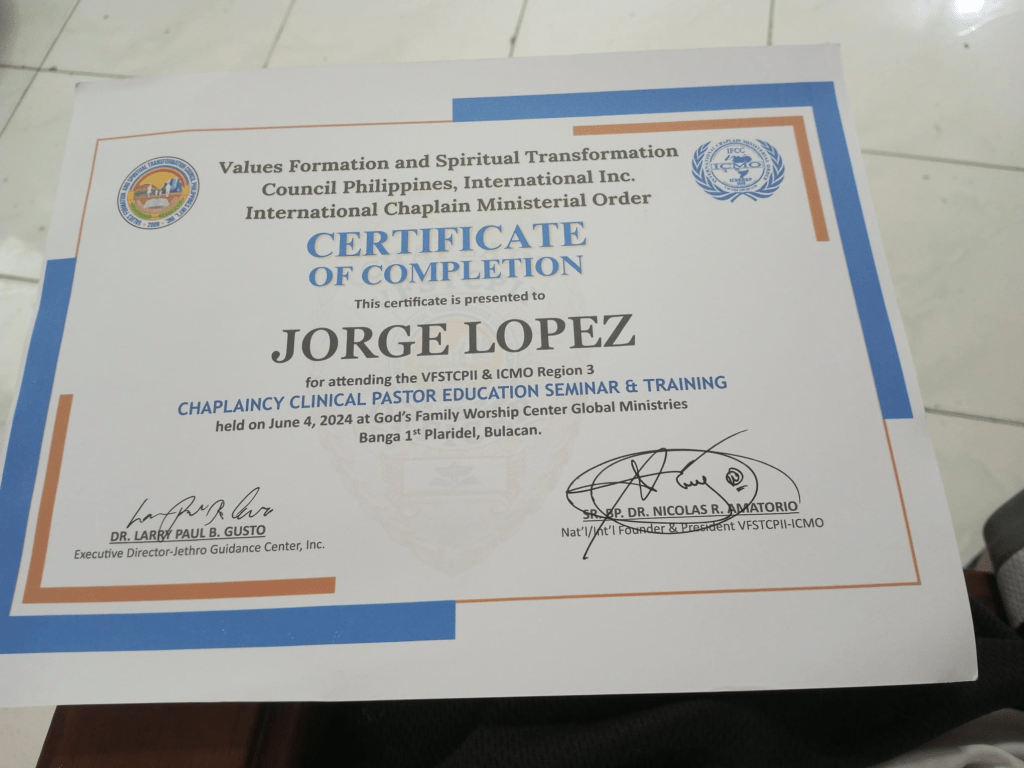 Values Formation and Spiritual Transformation
Council Philippines, International Inc.
International Chaplain Ministerial Order
CERTIFICATE
OF COMPLETION
This certificate is presented to
JORGE LOPEZ
for attending the VFSTCPII & ICMO Region 3
CHAPLAINCY CLINICAL PASTOR EDUCATION SEMINAR & TRAINING
held on June 4, 2024 at God's Family Worship Center Global Ministries
Banga 1st Plaridel, Bulacan.
DR. LARRY PAUL B. GUSTO
Executive Director-Jethro Guidance Center, Inc.
SR. BP. DR. NICOLAS R. AMATORIO
Nat'l/Int'l Founder & President VFSTCPII-ICMO
IFCC
ICMO